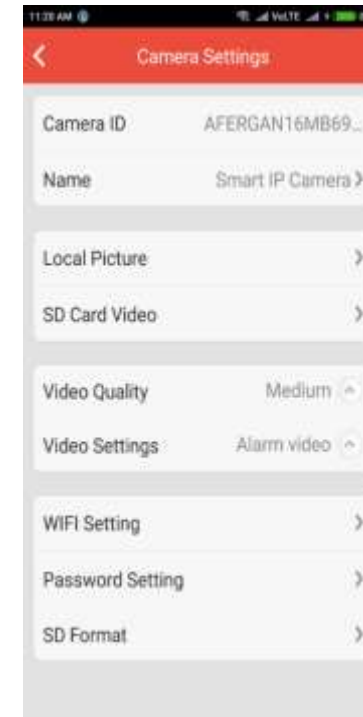 11:28 AM VoLTE
Camera Settings
Camera ID AFERGAN16MB69...
Name Smart IP Camera
Local Picture
SD Card Video
Video Quality Medium
Video Settings Alarm video
WIFI Setting
Password Setting
SD Format